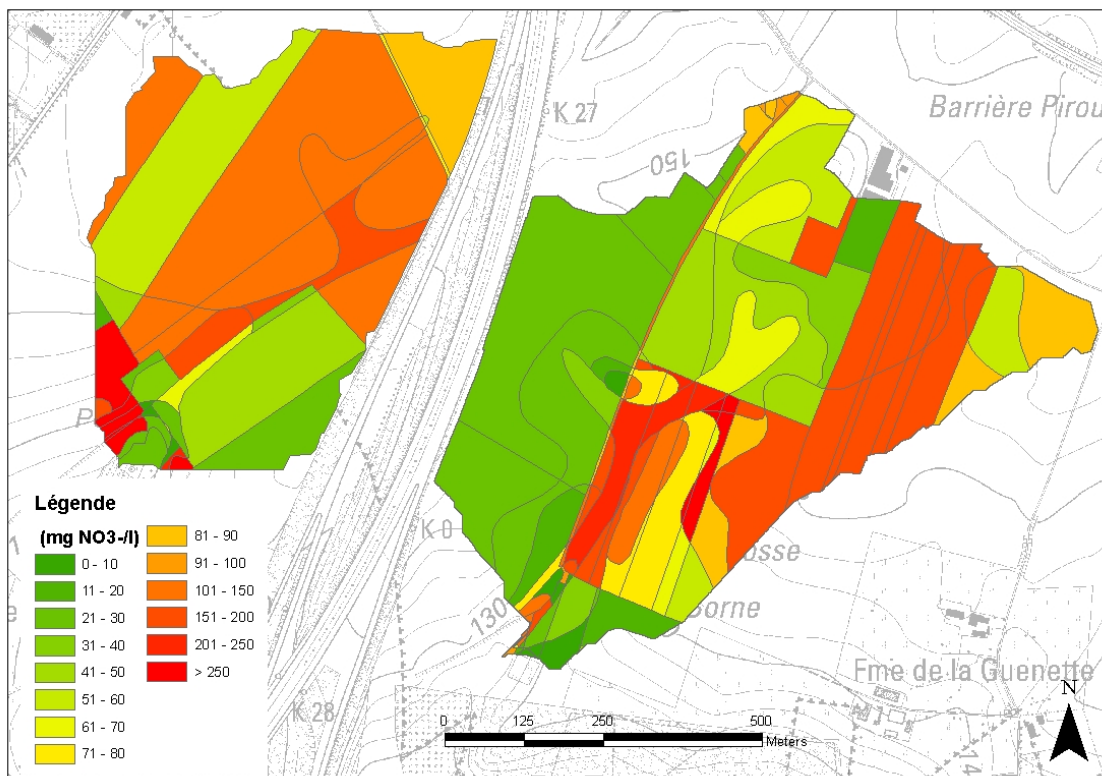 K 27
Barrière Pirou
150
P
Légende
(mg NO3-/l)
0 - 10
11 - 20
21 - 30
31 - 40
41 - 50
51 - 60
61 - 70
71 - 80
81 - 90
91 - 100
101 - 150
151 - 200
201 - 250
> 250
K 0
osse
130
Borne
Fme de la Guenette
K 28
N
0 125 250 500
Meters